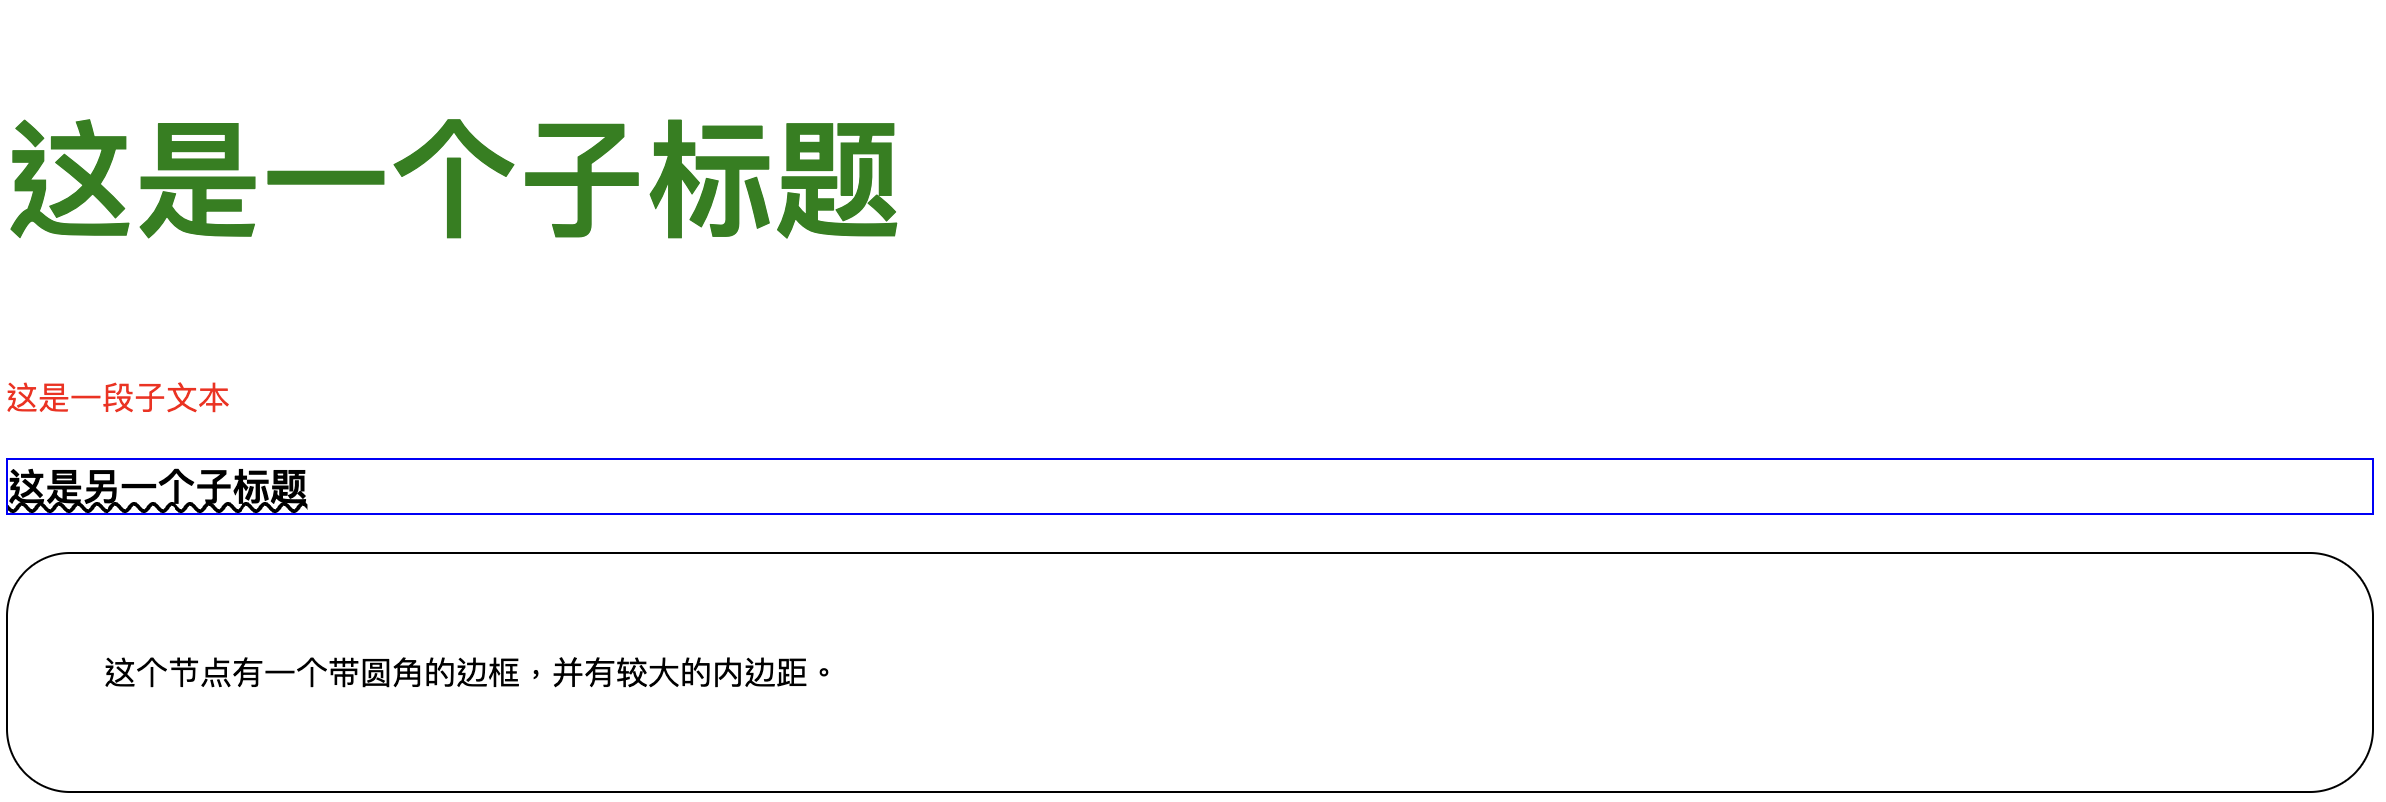 这是一个子标题
这是一段子文本
这是另一个子标题
这个节点有一个带圆角的边框，并有较大的内边距。